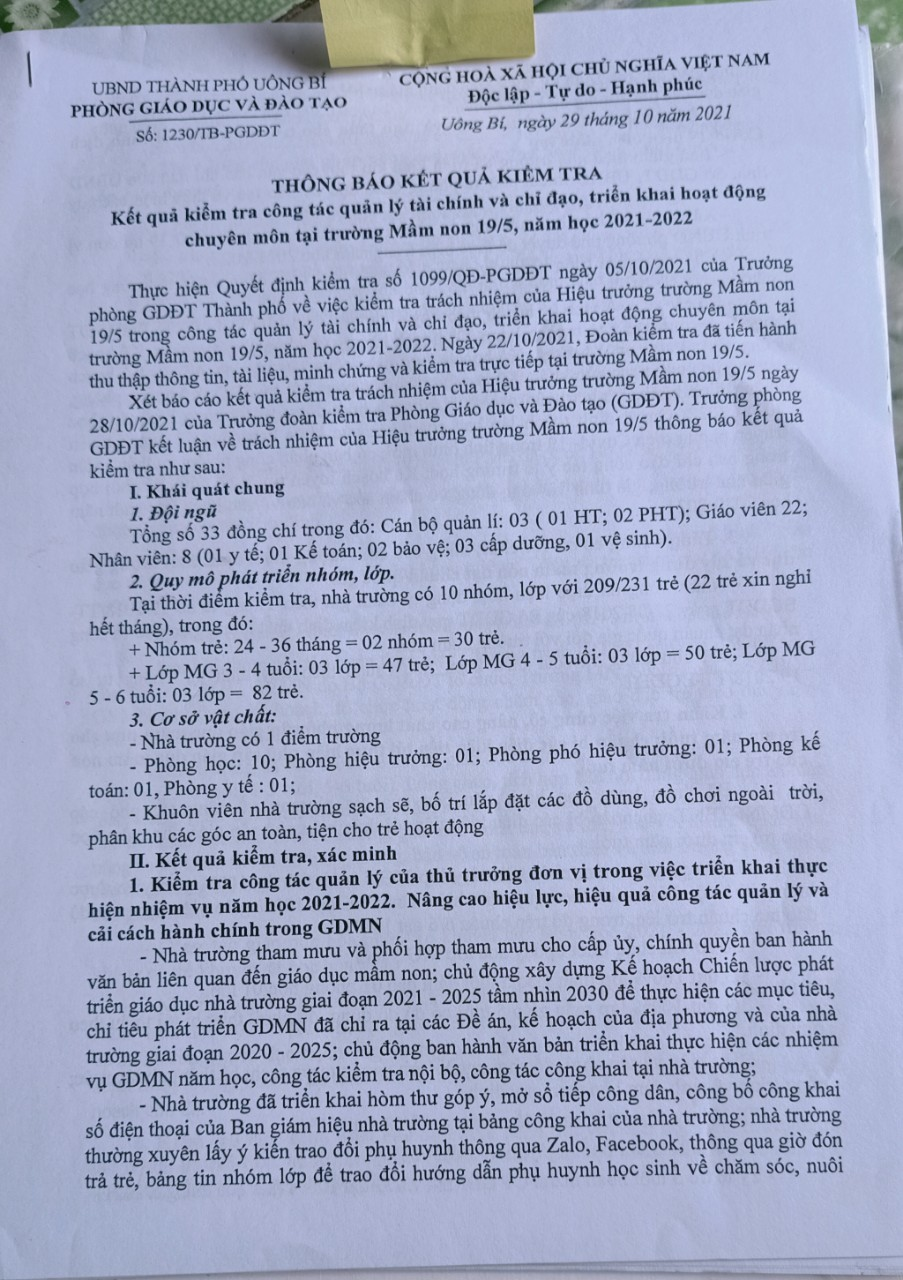 UBND THÀNH PHỐ UÔNG BÍ
PHÒNG GIÁO DỤC VÀ ĐÀO TẠO
Số: 1230/TB-PGDĐT
CỘNG HOÀ XÃ HỘI CHỦ NGHĨA VIỆT NAM
Độc lập - Tự do - Hạnh phúc
Uông Bí, ngày 29 tháng 10 năm 2021
THÔNG BÁO KẾT QUẢ KIỂM TRA
Kết quả kiểm tra công tác quản lý tài chính và chỉ đạo, triển khai hoạt động
chuyên môn tại trường Mầm non 19/5, năm học 2021-2022
Thực hiện Quyết định kiểm tra số 1099/QĐ-PGDĐT ngày 05/10/2021 của Trưởng
phòng GDĐT Thành phố về việc kiểm tra trách nhiệm của Hiệu trưởng trường Mầm non
19/5 trong công tác quản lý tài chính và chỉ đạo, triển khai hoạt động chuyên môn tại
trường Mầm non 19/5, năm học 2021-2022. Ngày 22/10/2021, Đoàn kiểm tra đã tiến hành
thu thập thông tin, tài liệu, minh chứng và kiểm tra trực tiếp tại trường Mầm non 19/5.
Xét báo cáo kết quả kiểm tra trách nhiệm của Hiệu trưởng trường Mầm non 19/5 ngày
28/10/2021 của Trưởng đoàn kiểm tra Phòng Giáo dục và Đào tạo (GDĐT). Trưởng phòng
GDĐT kết luận về trách nhiệm của Hiệu trưởng trường Mầm non 19/5 thông báo kết quả
kiểm tra như sau:
I. Khái quát chung
1. Đội ngũ
Tổng số 33 đồng chí trong đó: Cán bộ quản lí: 03 ( 01 HT; 02 PHT); Giáo viên 22;
Nhân viên: 8 (01 y tế; 01 Kế toán; 02 bảo vệ; 03 cấp dưỡng, 01 vệ sinh).
2. Quy mô phát triển nhóm, lớp.
Tại thời điểm kiểm tra, nhà trường có 10 nhóm, lớp với 209/231 trẻ (22 trẻ xin nghỉ
hết tháng), trong đó:
+ Nhóm trẻ: 24 - 36 tháng = 02 nhóm = 30 trẻ.
+ Lớp MG 3 - 4 tuổi: 03 lớp = 47 trẻ; Lớp MG 4 - 5 tuổi: 03 lớp = 50 trẻ; Lớp MG
5 - 6 tuổi: 03 lớp = 82 trẻ.
3. Cơ sở vật chất:
- Nhà trường có 1 điểm trường
- Phòng học: 10; Phòng hiệu trưởng: 01; Phòng phó hiệu trưởng: 01; Phòng kế
toán: 01, Phòng y tế : 01;
- Khuôn viên nhà trường sạch sẽ, bố trí lắp đặt các đồ dùng, đồ chơi ngoài trời,
phân khu các góc an toàn, tiện cho trẻ hoạt động
II. Kết quả kiểm tra, xác minh
1. Kiểm tra công tác quản lý của thủ trưởng đơn vị trong việc triển khai thực
hiện nhiệm vụ năm học 2021-2022. Nâng cao hiệu lực, hiệu quả công tác quản lý và
cải cách hành chính trong GDMN
- Nhà trường tham mưu và phối hợp tham mưu cho cấp ủy, chính quyền ban hành
văn bản liên quan đến giáo dục mầm non; chủ động xây dựng Kế hoạch Chiến lược phát
triển giáo dục nhà trường giai đoạn 2021 - 2025 tầm nhìn 2030 để thực hiện các mục tiêu,
chỉ tiêu phát triển GDMN đã chỉ ra tại các Đề án, kế hoạch của địa phương và của nhà
trường giai đoạn 2020 - 2025; chủ động ban hành văn bản triển khai thực hiện các nhiệm
vụ GDMN năm học, công tác kiểm tra nội bộ, công tác công khai tại nhà trường;
- Nhà trường đã triển khai hòm thư góp ý, mở sổ tiếp công dân, công bố công khai
số điện thoại của Ban giám hiệu nhà trường tại bảng công khai của nhà trường; nhà trường
thường xuyên lấy ý kiến trao đổi phụ huynh thông qua Zalo, Facebook, thông qua giờ đón
trả trẻ, bảng tin nhóm lớp để trao đổi hướng dẫn phụ huynh học sinh về chăm sóc, nuôi